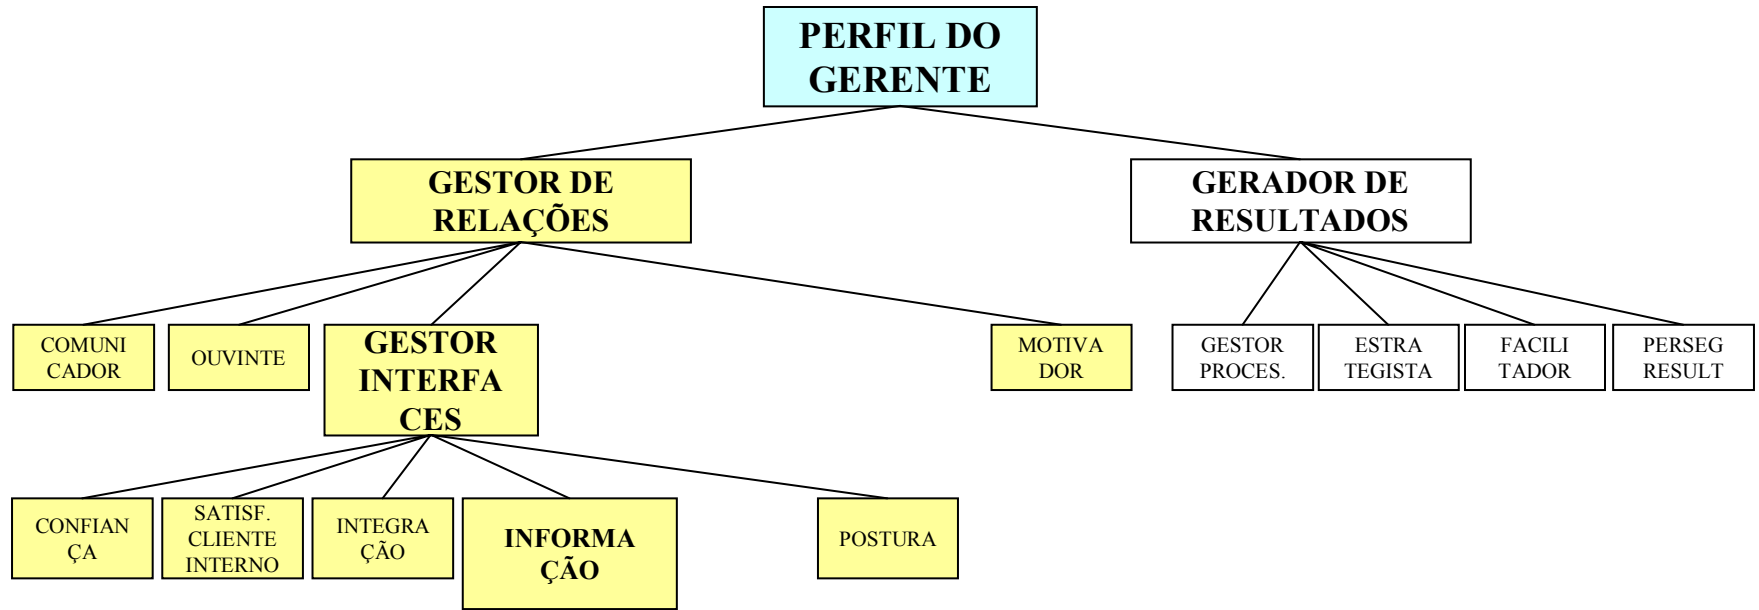 PERFIL DO
GERENTE
GESTOR DE
RELAÇÕES
GERADOR DE
RESULTADOS
COMUNI
CADOR
OUVINTE
GESTOR
INTERFA
CES
MOTIVA
DOR
GESTOR
PROCES.
ESTRA
TEGISTA
FACILI
TADOR
PERSEG
RESULT
CONFIAN
ÇA
SATISF.
CLIENTE
INTERNO
INTEGRA
ÇÃO
INFORMA
ÇÃO
POSTURA